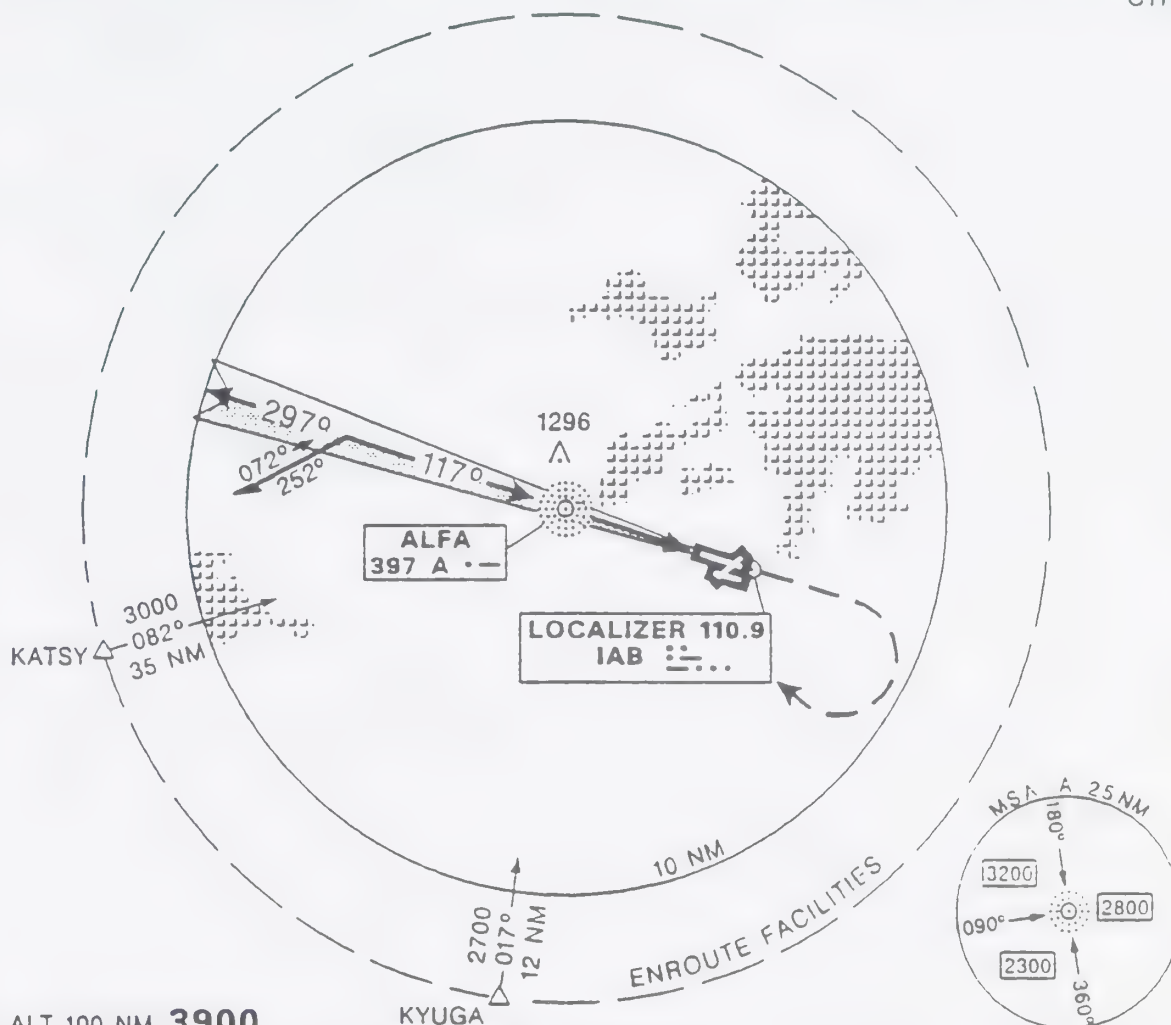 297°
072°
252°
117°
1296
ALFA
397 A
LOCALIZER 110.9
IAB
3000
082°
35 NM
KATSY
10 NM
ENROUTE FACILITIES
2700
017°
12 NM
KYUGA
MSA A 25 NM
180°
3200
2800
090°
2300
360°
ALT 100 NM 3900